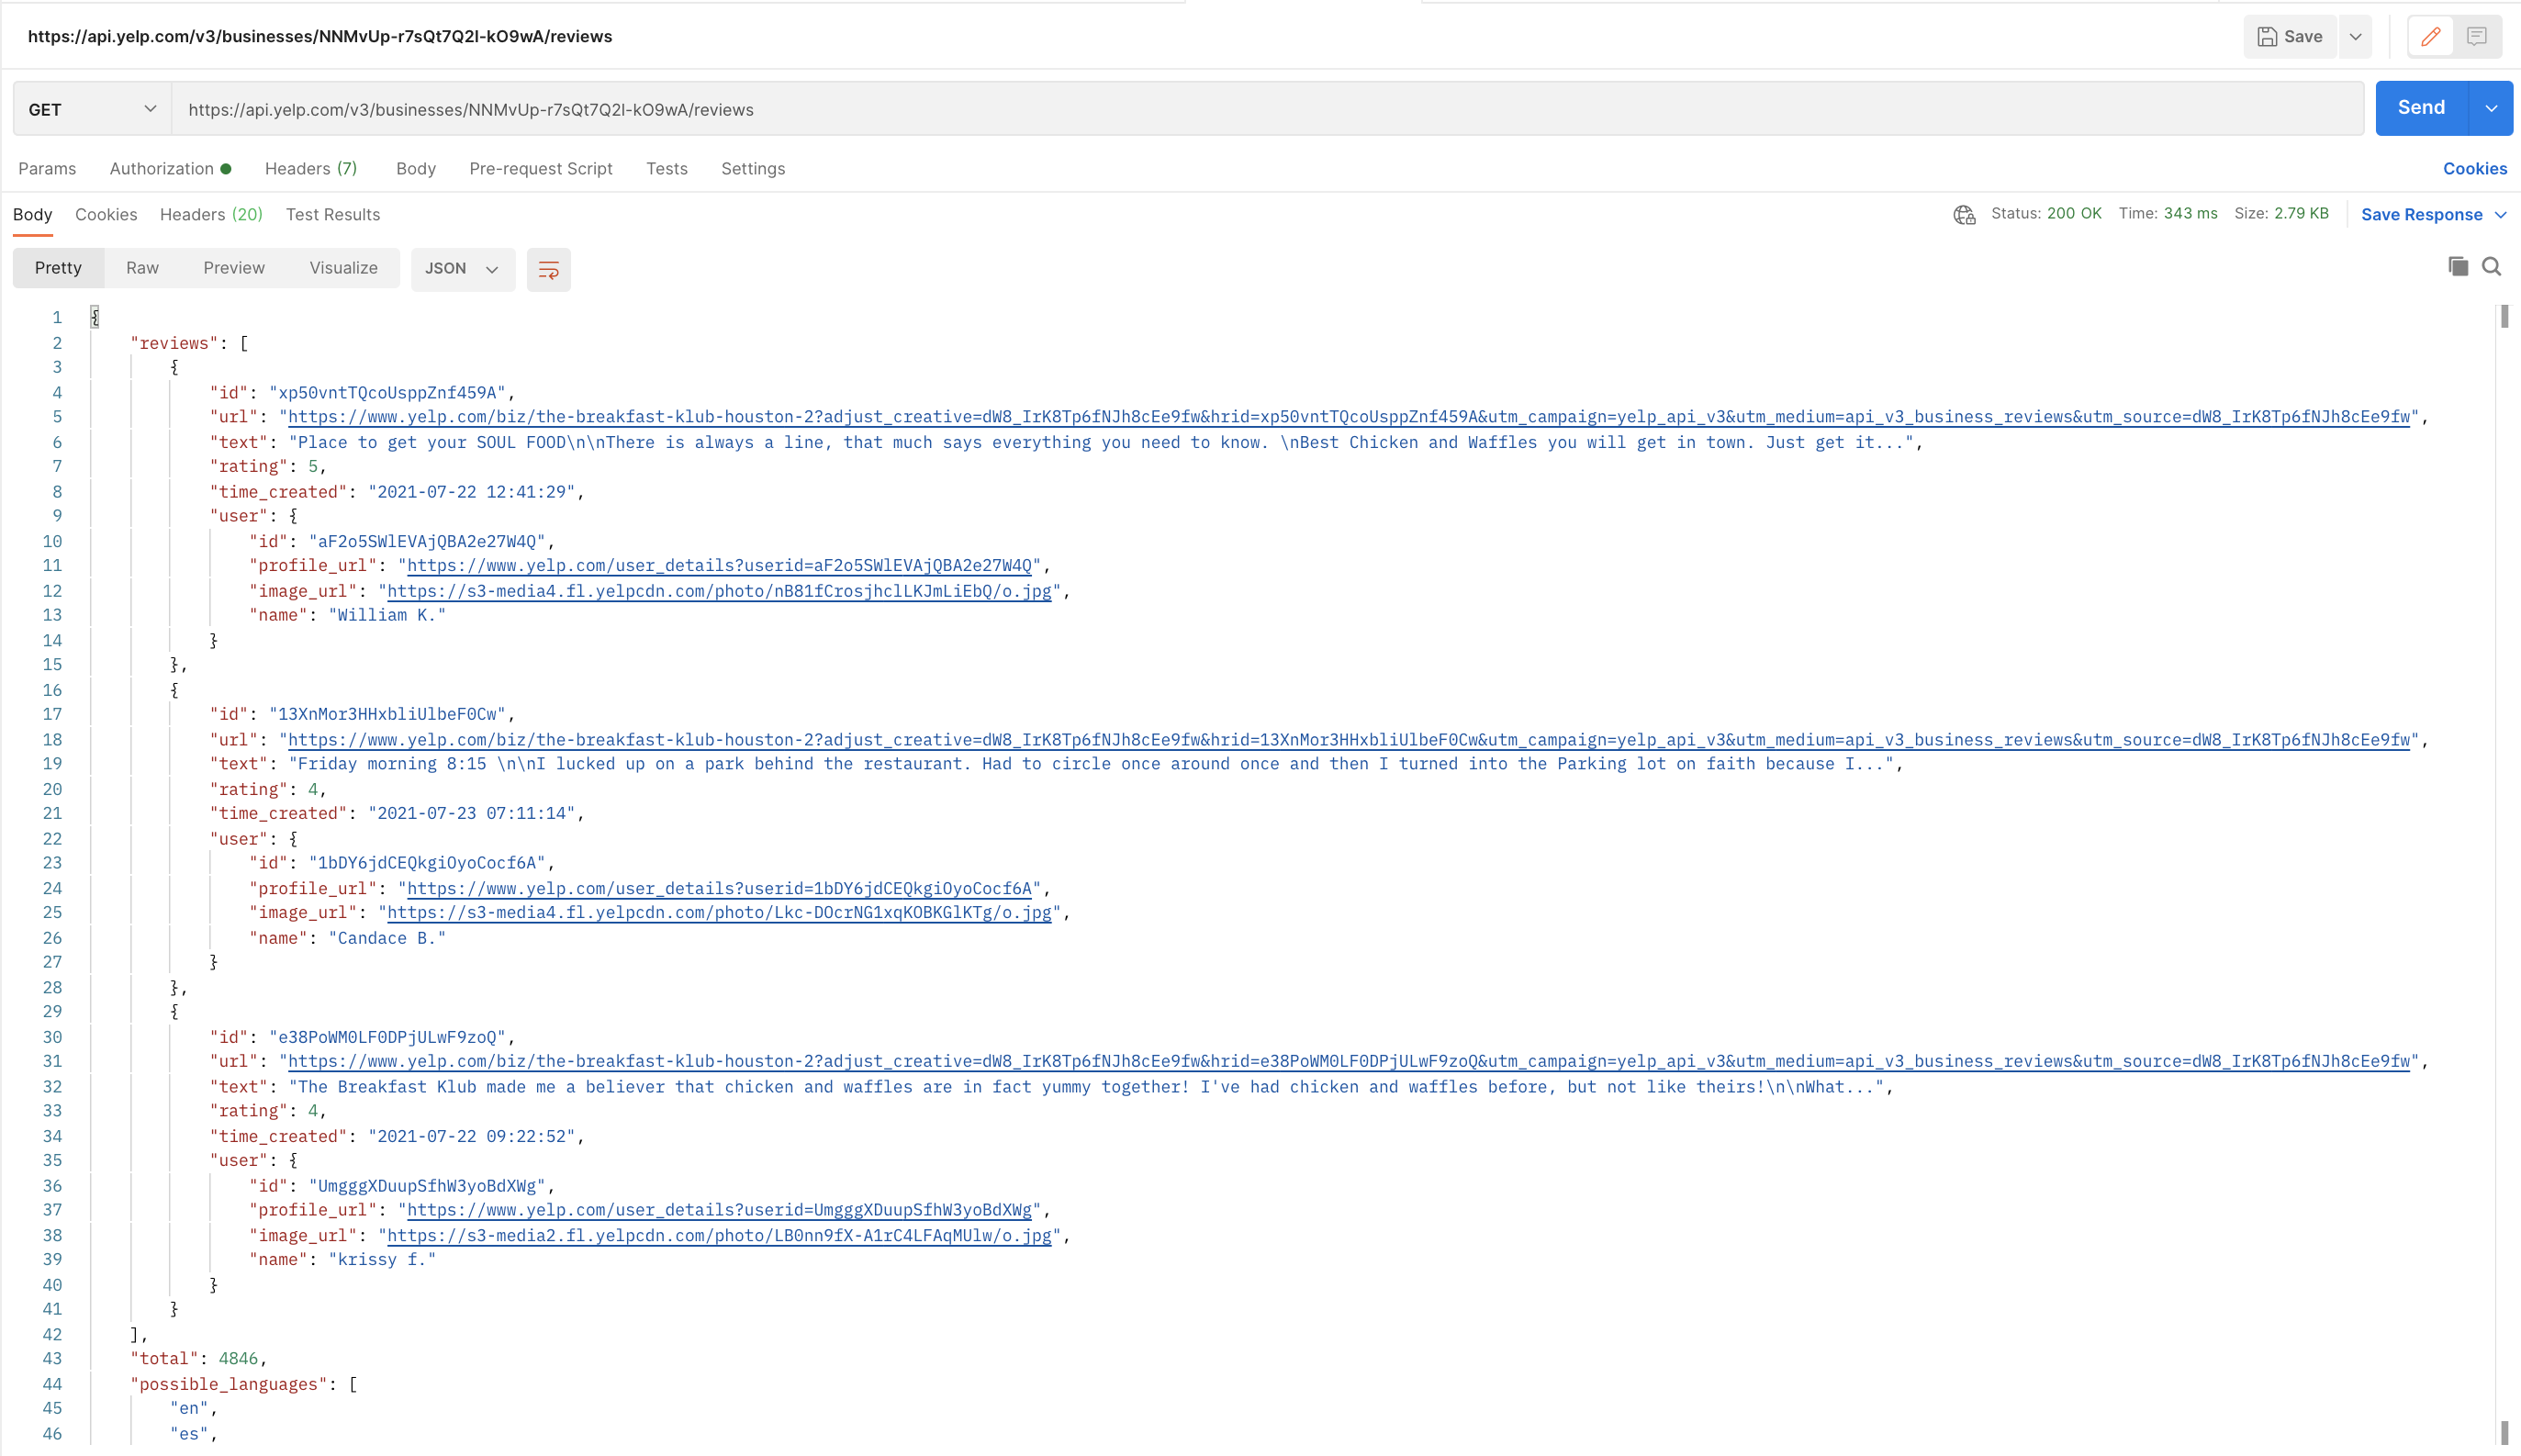 https://api.yelp.com/v3/businesses/NNMvUp-r7sQt7Q2l-kO9wA/reviews
Save
GET https://api.yelp.com/v3/businesses/NNMvUp-r7sQt7Q2l-kO9wA/reviews Send
Params Authorization Headers (7) Body Pre-request Script Tests Settings Cookies
Body Cookies Headers (20) Test Results Status: 200 OK Time: 343 ms Size: 2.79 KB Save Response
Pretty Raw Preview Visualize JSON
1 {
2 "reviews": [
3 {
4 "id": "xp50vntTQcoUsppZnf459A",
5 "url": "https://www.yelp.com/biz/the-breakfast-klub-houston-2?adjust_creative=dW8_IrK8Tp6fNJh8cEe9fw&hrid=xp50vntTQcoUsppZnf459A&utm_campaign=yelp_api_v3&utm_medium=api_v3_business_reviews&utm_source=dW8_IrK8Tp6fNJh8cEe9fw",
6 "text": "Place to get your SOUL FOOD\n\nThere is always a line, that much says everything you need to know. \nBest Chicken and Waffles you will get in town. Just get it...",
7 "rating": 5,
8 "time_created": "2021-07-22 12:41:29",
9 "user": {
10 "id": "aF2o5SWlEVAjQBA2e27W4Q",
11 "profile_url": "https://www.yelp.com/user_details?userid=aF2o5SWlEVAjQBA2e27W4Q",
12 "image_url": "https://s3-media4.fl.yelpcdn.com/photo/nB81fCrosjhclLKJmLiEbQ/o.jpg",
13 "name": "William K."
14 }
15 },
16 {
17 "id": "13XnMor3HHxbliUlbeF0Cw",
18 "url": "https://www.yelp.com/biz/the-breakfast-klub-houston-2?adjust_creative=dW8_IrK8Tp6fNJh8cEe9fw&hrid=13XnMor3HHxbliUlbeF0Cw&utm_campaign=yelp_api_v3&utm_medium=api_v3_business_reviews&utm_source=dW8_IrK8Tp6fNJh8cEe9fw",
19 "text": "Friday morning 8:15 \n\nI lucked up on a park behind the restaurant. Had to circle once around once and then I turned into the Parking lot on faith because I...",
20 "rating": 4,
21 "time_created": "2021-07-23 07:11:14",
22 "user": {
23 "id": "1bDY6jdCEQkgiOyoCocf6A",
24 "profile_url": "https://www.yelp.com/user_details?userid=1bDY6jdCEQkgiOyoCocf6A",
25 "image_url": "https://s3-media4.fl.yelpcdn.com/photo/Lkc-DOcrNG1xqKOBKGlKTg/o.jpg",
26 "name": "Candace B."
27 }
28 },
29 {
30 "id": "e38PoWM0LF0DPjULwF9zoQ",
31 "url": "https://www.yelp.com/biz/the-breakfast-klub-houston-2?adjust_creative=dW8_IrK8Tp6fNJh8cEe9fw&hrid=e38PoWM0LF0DPjULwF9zoQ&utm_campaign=yelp_api_v3&utm_medium=api_v3_business_reviews&utm_source=dW8_IrK8Tp6fNJh8cEe9fw",
32 "text": "The Breakfast Klub made me a believer that chicken and waffles are in fact yummy together! I've had chicken and waffles before, but not like theirs!\n\nWhat...",
33 "rating": 4,
34 "time_created": "2021-07-22 09:22:52",
35 "user": {
36 "id": "UmgggXDuupSfhW3yoBdXWg",
37 "profile_url": "https://www.yelp.com/user_details?userid=UmgggXDuupSfhW3yoBdXWg",
38 "image_url": "https://s3-media2.fl.yelpcdn.com/photo/LB0nn9fX-A1rC4LFAqMUlw/o.jpg",
39 "name": "krissy f."
40 }
41 }
42 ],
43 "total": 4846,
44 "possible_languages": [
45 "en",
46 "es",